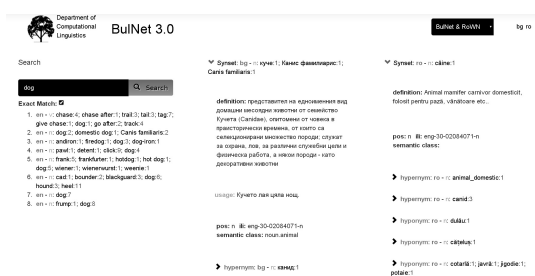 Department of
Computational
Linguistics
BulNet 3.0
BulNet & RoWN
bg ro
Search
dog
Search
Exact Match:
1. en - v: chase:4; chase after:1; trail:3; tail:3; tag:7;
give chase:1; dog:1; go after:2; track:4
2. en - n: dog:2; domestic dog:1; Canis familiaris:2
3. en - n: andiron:1; firedog:1; dog:3; dog-iron:1
4. en - n: pawl:1; detent:1; click:9; dog:4
5. en - n: frank:5; frankfurter:1; hotdog:1; hot dog:1;
dog:5; wiener:1; wienerwurst:1; weenie:1
6. en - n: cad:1; bounder:2; blackguard:3; dog:6;
hound:3; heel:11
7. en - n: dog:7
8. en - n: frump:1; dog:8
Synset: bg - n: куче:1; Канис фамилиарис:1;
Canis familiaris:1
definition: представител на едноименния вид
домашни месоядни животни от семейство
Кучета (Canidae), опитомени от човека в
праисторически времена, от които са
селекционирани множество породи; служат
за охрана, лов, за различни служебни цели и
физическа работа, а някои породи - като
декоративни животни
usage: Кучето лая цяла нощ.
pos: n ili: eng-30-02084071-n
semantic class: noun.animal
hypernym: bg - n: канид:1
Synset: ro - n: câine:1
definition: Animal mamifer carnivor domesticit,
folosit pentru pază, vânătoare etc..
pos: n ili: eng-30-02084071-n
semantic class:
hypernym: ro - n: animal_domestic:1
hypernym: ro - n: canid:3
hyponym: ro - n: dulău:1
hyponym: ro - n: cățeluș:1
hyponym: ro - n: cotarlă:1; javră:1; jigodie:1;
potaie:1